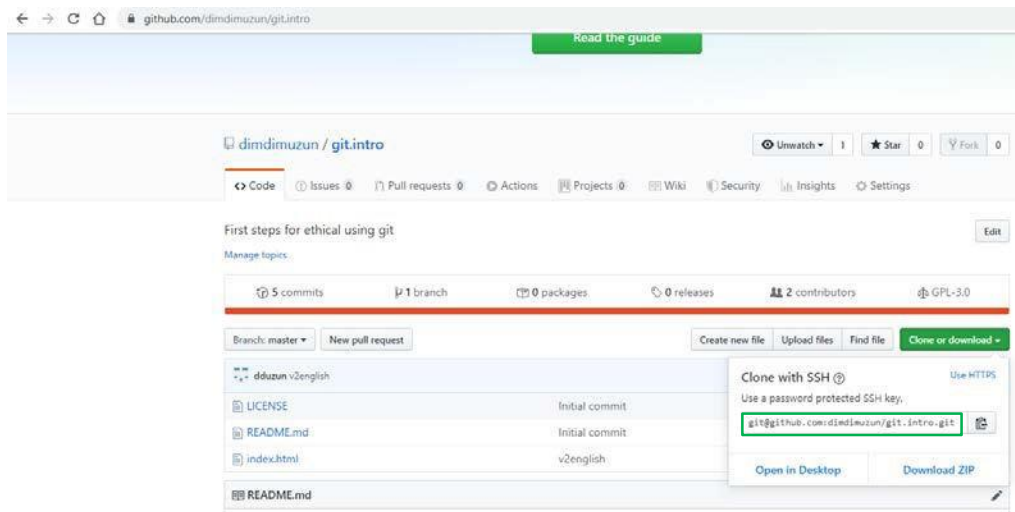 github.com/dimdimuzun/git.intro
Read the guide
dimdimuzun / git.intro
Unwatch 1 Star 0 Fork 0
Code Issues 0 Pull requests 0 Actions Projects 0 Wiki Security Insights Settings
First steps for ethical using git
Edit
Manage topics
5 commits 1 branch 0 packages 0 releases 2 contributors GPL-3.0
Branch: master New pull request Create new file Upload files Find file Clone or download
dduzun v2english
LICENSE Initial commit
README.md Initial commit
index.html v2english
README.md
Clone with SSH Use HTTPS
Use a password protected SSH key.
git@github.com:dimdimuzun/git.intro.git
Open in Desktop Download ZIP